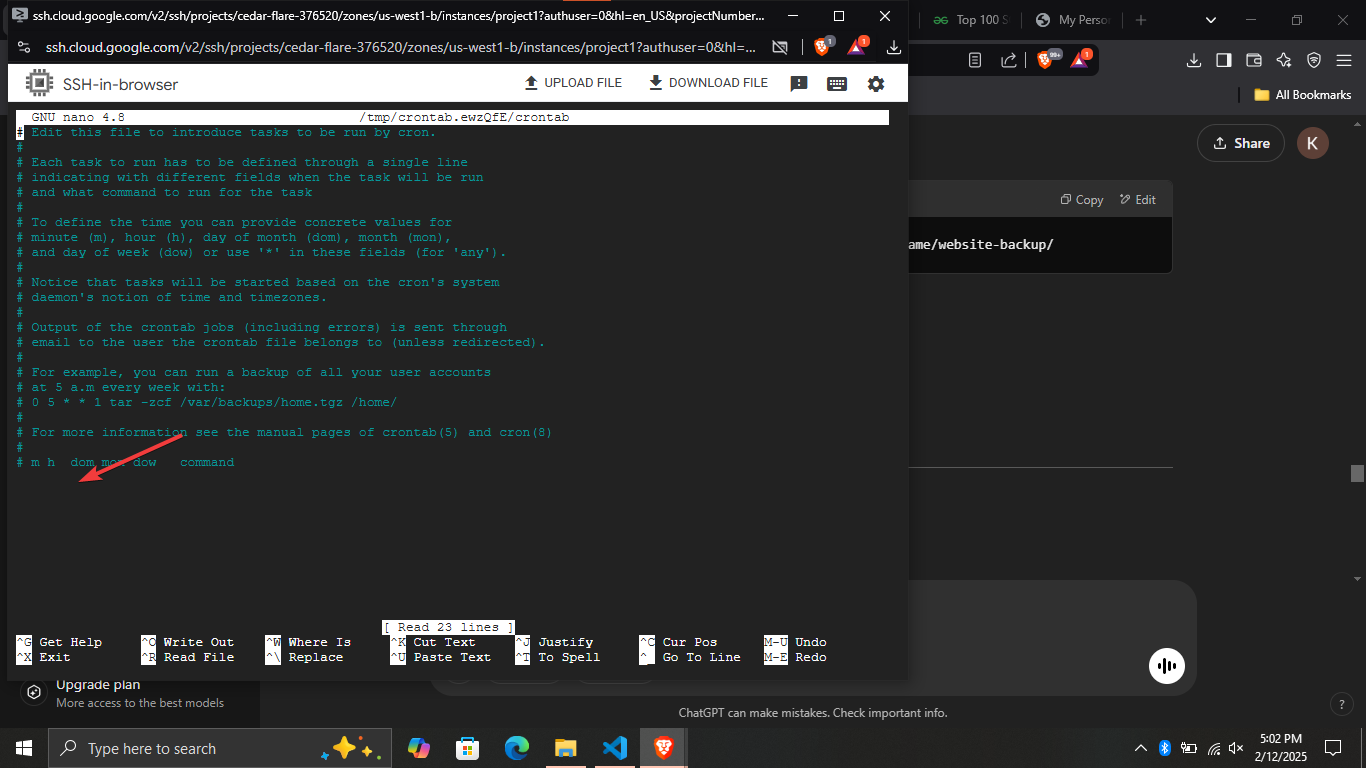 ssh.cloud.google.com/v2/ssh/projects/cedar-flare-376520/zones/us-west1-b/instances/project1?authuser=0&hl=en_US&projectNumber...
ssh.cloud.google.com/v2/ssh/projects/cedar-flare-376520/zones/us-west1-b/instances/project1?authuser=0&hl=...
1
1
SSH-in-browser
UPLOAD FILE
DOWNLOAD FILE
GNU nano 4.8 /tmp/crontab.ewzQfE/crontab
# Edit this file to introduce tasks to be run by cron.
#
# Each task to run has to be defined through a single line
# indicating with different fields when the task will be run
# and what command to run for the task
#
# To define the time you can provide concrete values for
# minute (m), hour (h), day of month (dom), month (mon),
# and day of week (dow) or use '*' in these fields (for 'any').
#
# Notice that tasks will be started based on the cron's system
# daemon's notion of time and timezones.
#
# Output of the crontab jobs (including errors) is sent through
# email to the user the crontab file belongs to (unless redirected).
#
# For example, you can run a backup of all your user accounts
# at 5 a.m every week with:
# 0 5 * * 1 tar -zcf /var/backups/home.tgz /home/
#
# For more information see the manual pages of crontab(5) and cron(8)
#
# m h  dom mon dow   command
[ Read 23 lines ]
^G Get Help ^O Write Out ^W Where Is ^K Cut Text ^J Justify ^C Cur Pos M-U Undo
^X Exit ^R Read File ^\ Replace ^U Paste Text ^T To Spell ^_ Go To Line M-E Redo
Top 100 S
My Person
99+
1
All Bookmarks
Share
K
Copy
Edit
ame/website-backup/
Upgrade plan
More access to the best models
ChatGPT can make mistakes. Check important info.
?
Type here to search
5:02 PM
2/12/2025